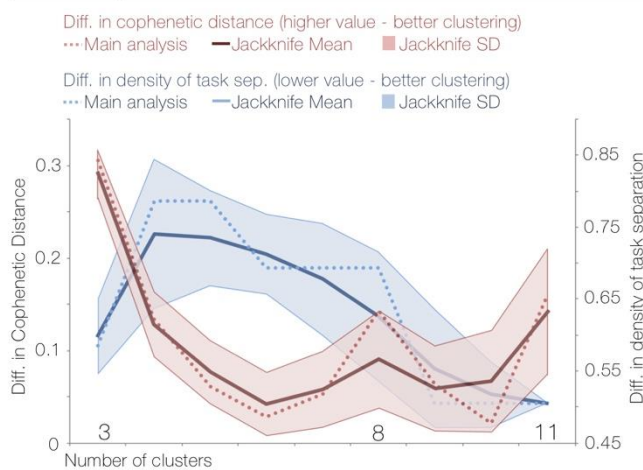 Diff. in cophenetic distance (higher value - better clustering)
Main analysis Jackknife Mean Jackknife SD
Diff. in density of task sep. (lower value - better clustering)
Main analysis Jackknife Mean Jackknife SD
Diff. in Cophenetic Distance
0.3
0.2
0.1
0
0.85
0.75
0.65
0.55
0.45
Diff. in density of task separation
3 8 11
Number of clusters